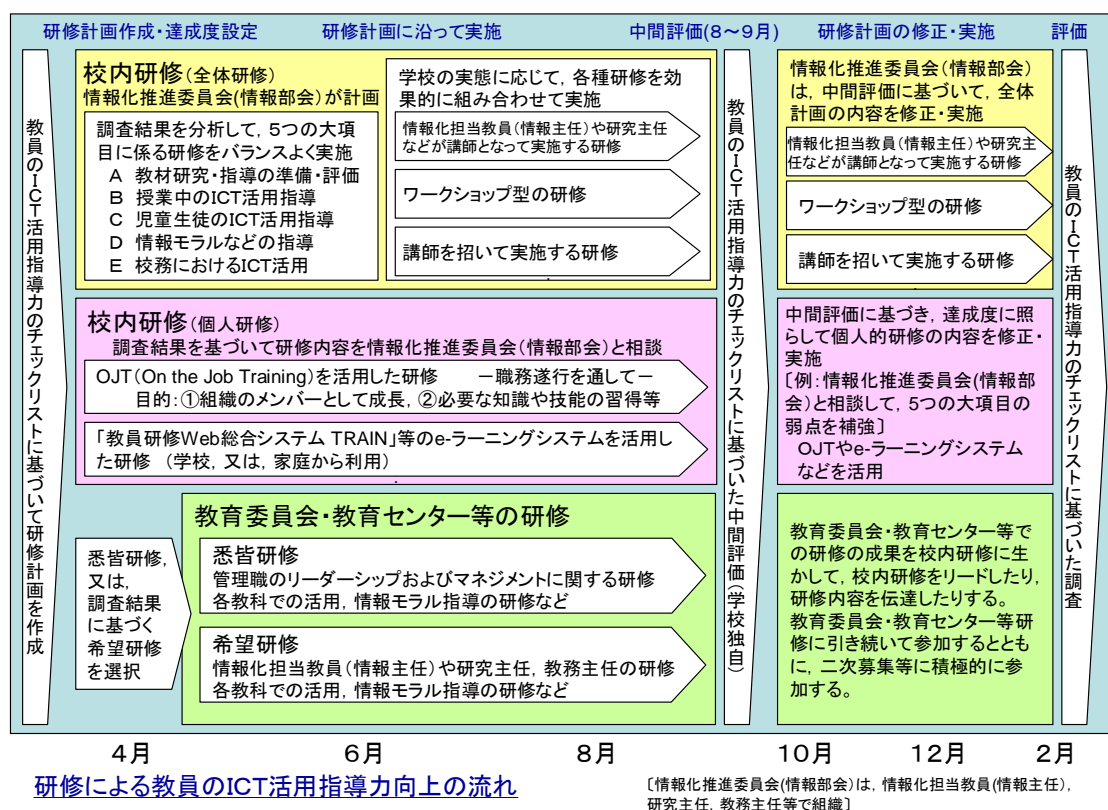 研修計画作成・達成度設定
研修計画に沿って実施
中間評価(8～9月)
研修計画の修正・実施
評価
教員のICT活用指導力のチェックリストに基づいて研修計画を作成
校内研修(全体研修)
情報化推進委員会(情報部会)が計画
調査結果を分析して，5つの大項
目に係る研修をバランスよく実施
A 教材研究・指導の準備・評価
B 授業中のICT活用指導
C 児童生徒のICT活用指導
D 情報モラルなどの指導
E 校務におけるICT活用
学校の実態に応じて，各種研修を効
果的に組み合わせて実施
情報化担当教員(情報主任)や研究主任
などが講師となって実施する研修
ワークショップ型の研修
講師を招いて実施する研修
校内研修(個人研修)
調査結果を基づいて研修内容を情報化推進委員会(情報部会)と相談
OJT(On the Job Training)を活用した研修　－職務遂行を通して－
目的：①組織のメンバーとして成長，②必要な知識や技能の習得等
「教員研修Web総合システム TRAIN」等のe-ラーニングシステムを活用し
た研修 (学校，又は，家庭から利用)
悉皆研修，
又は，
調査結果
に基づく
希望研修
を選択
教育委員会・教育センター等の研修
悉皆研修
管理職のリーダーシップおよびマネジメントに関する研修
各教科での活用，情報モラル指導の研修など
希望研修
情報化担当教員(情報主任)や研究主任，教務主任の研修
各教科での活用，情報モラル指導の研修など
教員のICT活用指導力のチェックリストに基づいた中間評価(学校独自)
情報化推進委員会(情報部会)
は，中間評価に基づいて，全体
計画の内容を修正・実施
情報化担当教員(情報主任)や研究主
任などが講師となって実施する研修
ワークショップ型の研修
講師を招いて実施する研修
中間評価に基づき，達成度に照
らして個人的研修の内容を修正・
実施
〔例：情報化推進委員会(情報部
会)と相談して，5つの大項目の
弱点を補強〕
OJTやe-ラーニングシステム
などを活用
教育委員会・教育センター等で
の研修の成果を校内研修に生
かして，校内研修をリードしたり，
研修内容を伝達したりする。
教育委員会・教育センター等研
修に引き続いて参加するととも
に，二次募集等に積極的に参
加する。
教員のICT活用指導力のチェックリストに基づいた調査
4月
6月
8月
10月
12月
2月
研修による教員のICT活用指導力向上の流れ
〔情報化推進委員会(情報部会)は，情報化担当教員(情報主任)，
研究主任，教務主任等で組織〕